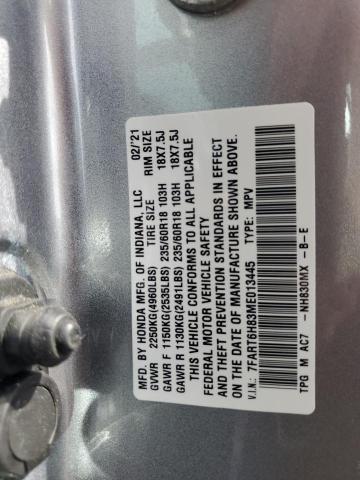 MFD. BY HONDA MFG. OF INDIANA, LLC 02/'21
GVWR 2250KG(4960LBS) TIRE SIZE RIM SIZE
GAWR F 1150KG(2535LBS) 235/60R18 103H 18X7.5J
GAWR R 1130KG(2491LBS) 235/60R18 103H 18X7.5J
THIS VEHICLE CONFORMS TO ALL APPLICABLE
FEDERAL MOTOR VEHICLE SAFETY
AND THEFT PREVENTION STANDARDS IN EFFECT
ON THE DATE OF MANUFACTURE SHOWN ABOVE.
V.I.N.: 7FART6H83ME013445 TYPE: MPV
TPG M AC7 -NH830MX -B-E